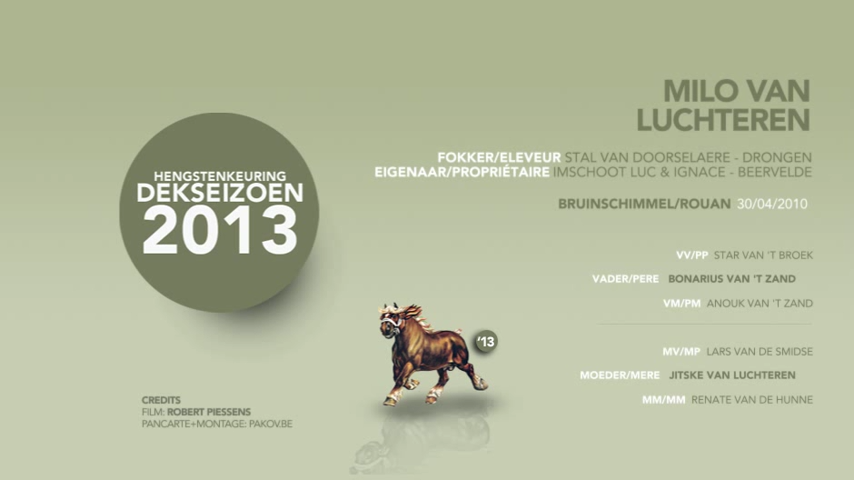 HENGSTENKEURING
DEKSEIZOEN
2013
MILO VAN
LUCHTEREN
FOKKER/ELEVEUR STAL VAN DOORSELAERE - DRONGEN
EIGENAAR/PROPRIÉTAIRE IMSCHOOT LUC & IGNACE - BEERVELDE
BRUINSCHIMMEL/ROUAN 30/04/2010
VV/PP STAR VAN 'T BROEK
VADER/PERE BONARIUS VAN 'T ZAND
VM/PM ANOUK VAN 'T ZAND
MV/MP LARS VAN DE SMIDSE
MOEDER/MERE JITSKE VAN LUCHTEREN
MM/MM RENATE VAN DE HUNNE
'13
CREDITS
FILM: ROBERT PIESSENS
PANCARTE+MONTAGE: PAKOV.BE